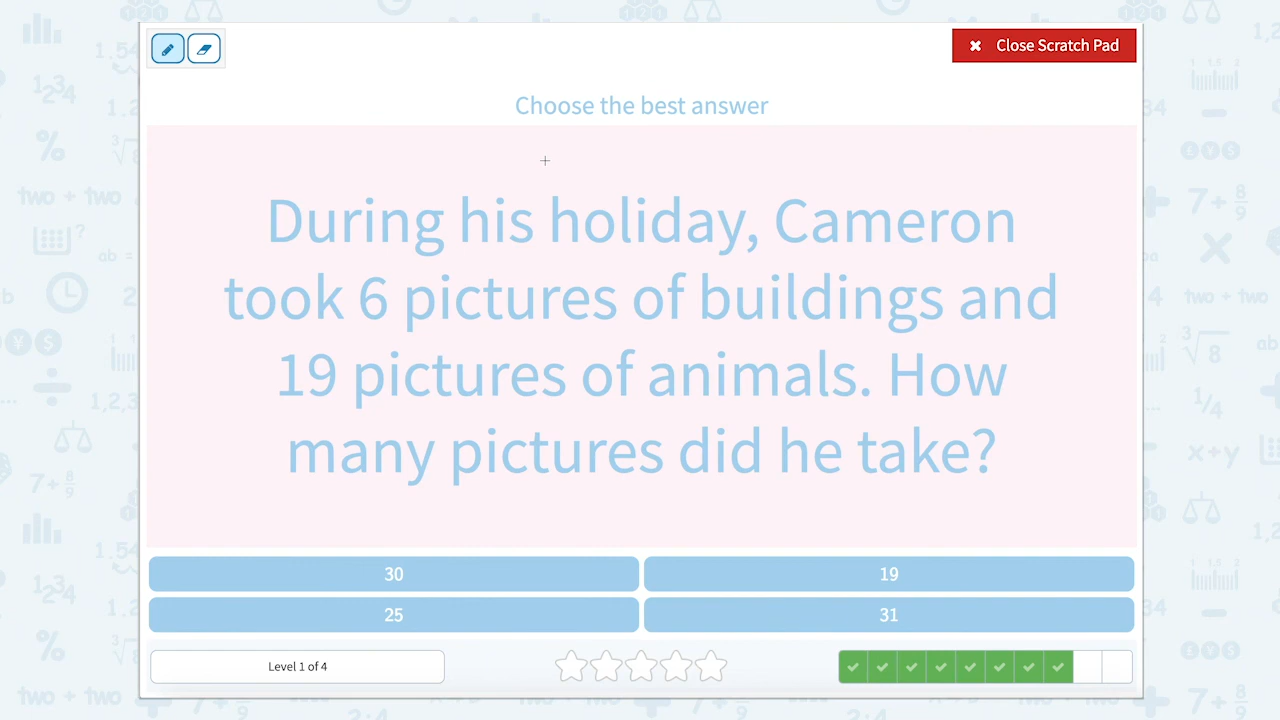 Close Scratch Pad
Choose the best answer
During his holiday, Cameron
took 6 pictures of buildings and
19 pictures of animals. How
many pictures did he take?
30
19
25
31
Level 1 of 4